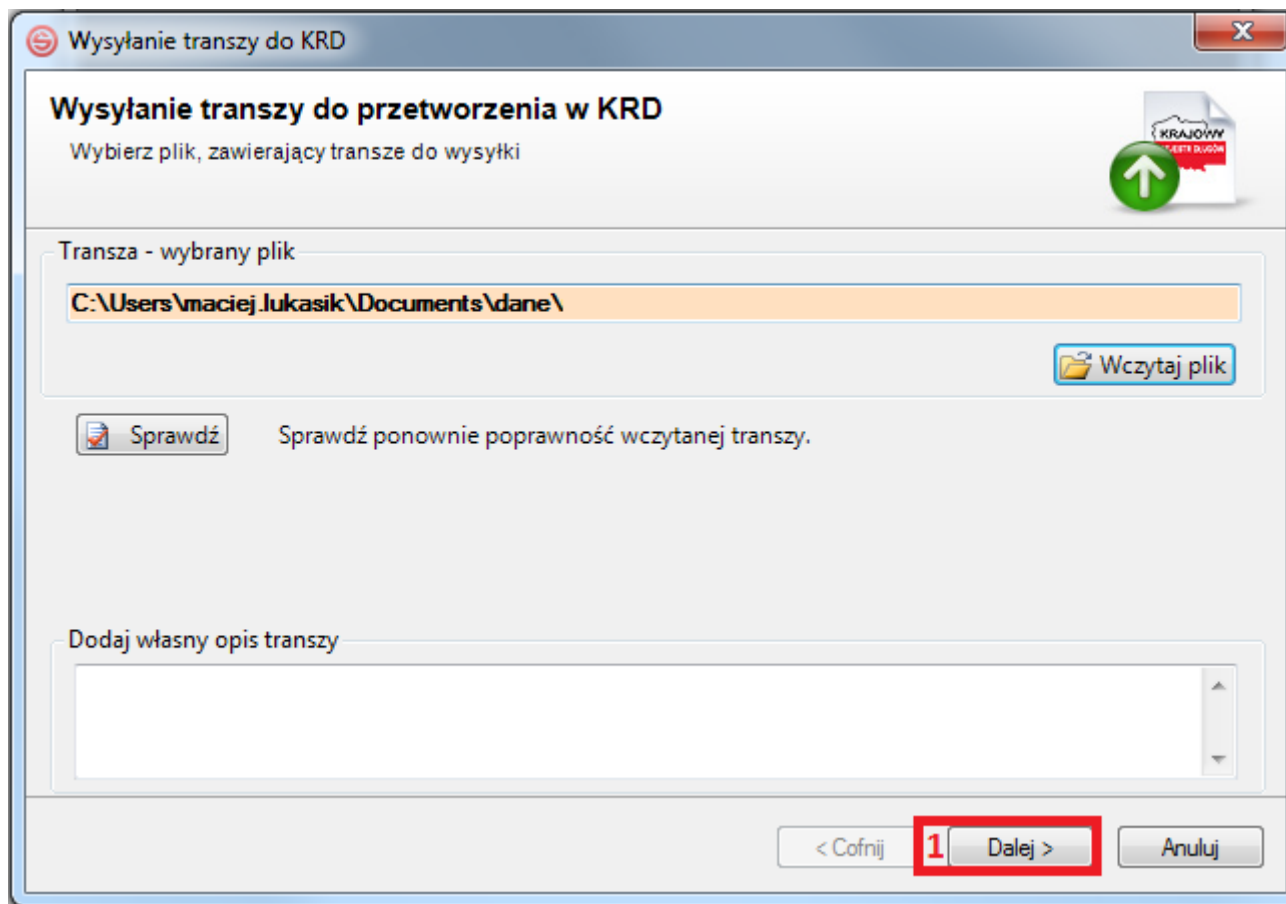 Wysyłanie transzy do KRD
Wysyłanie transzy do przetworzenia w KRD
Wybierz plik, zawierający transze do wysyłki
KRAJOWY
Transza - wybrany plik
C:\Users\maciej.lukasik\Documents\dane\
Wczytaj plik
Sprawdź
Sprawdź ponownie poprawność wczytanej transzy.
Dodaj własny opis transzy
< Cofnij
1
Dalej >
Anuluj